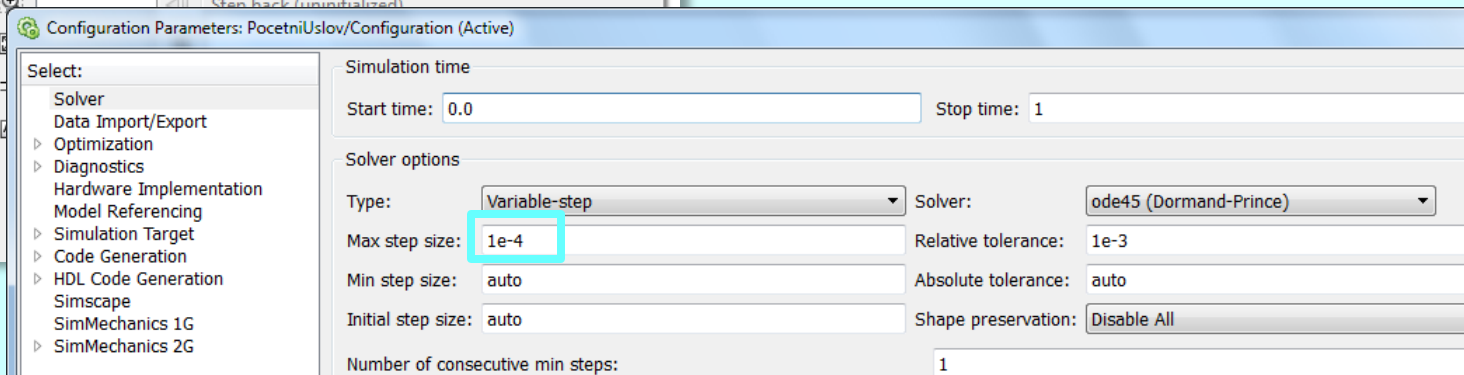 Step back (uninitialized)
Configuration Parameters: PocetniUslov/Configuration (Active)
Select:
Solver
Data Import/Export
Optimization
Diagnostics
Hardware Implementation
Model Referencing
Simulation Target
Code Generation
HDL Code Generation
Simscape
SimMechanics 1G
SimMechanics 2G
Simulation time
Start time: 0.0 Stop time: 1
Solver options
Type: Variable-step Solver: ode45 (Dormand-Prince)
Max step size: 1e-4 Relative tolerance: 1e-3
Min step size: auto Absolute tolerance: auto
Initial step size: auto Shape preservation: Disable All
Number of consecutive min steps: 1